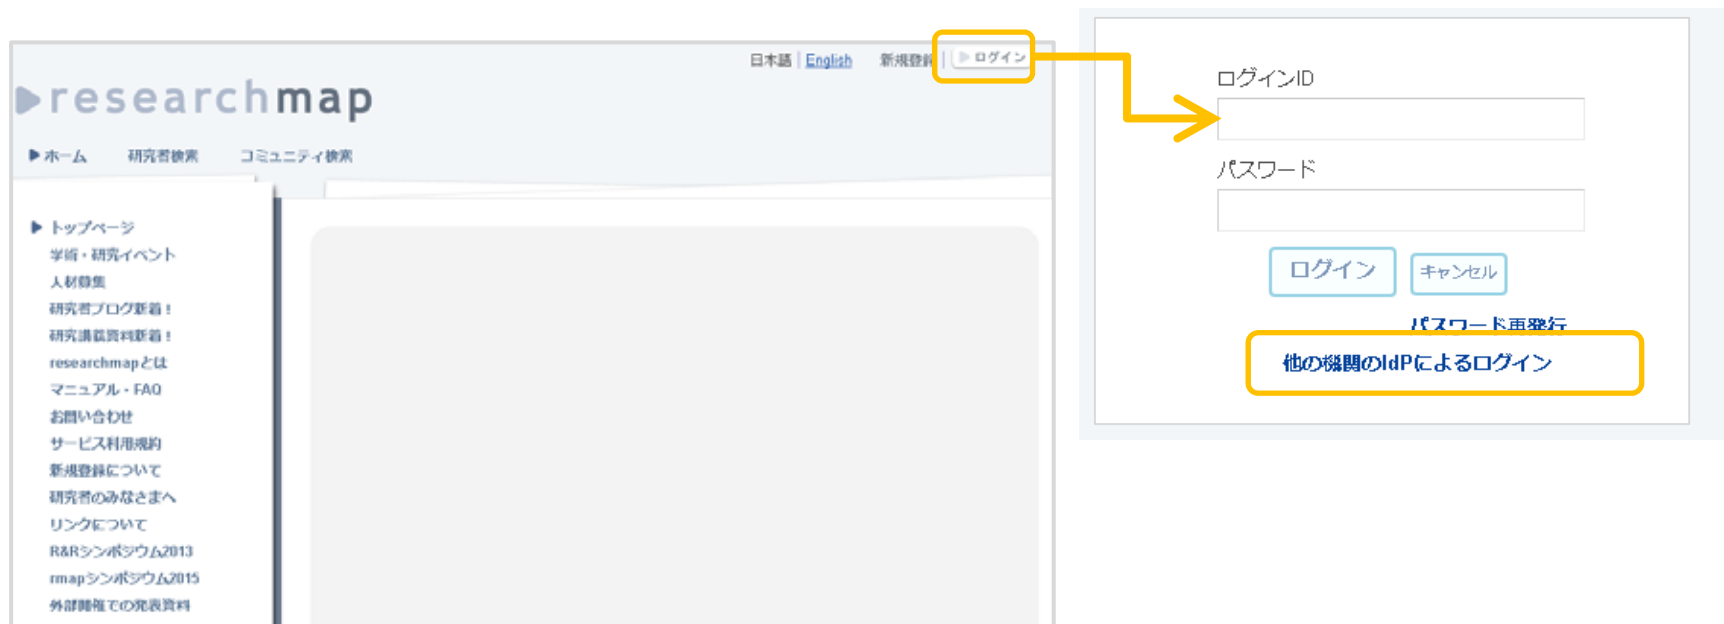 日本語 | English 新規登録 | ログイン
researchmap
ホーム 研究者検索 コミュニティ検索
トップページ
学術・研究イベント
人材募集
研究者ブログ新着！
研究講義資料新着！
researchmapとは
マニュアル・FAQ
お問い合わせ
サービス利用規約
新規登録について
研究者のみなさまへ
リンクについて
R&Rシンポジウム2013
rmapシンポジウム2015
外部開催での発表資料
ログインID
パスワード
ログイン キャンセル
パスワード再発行
他の機関のIdPによるログイン